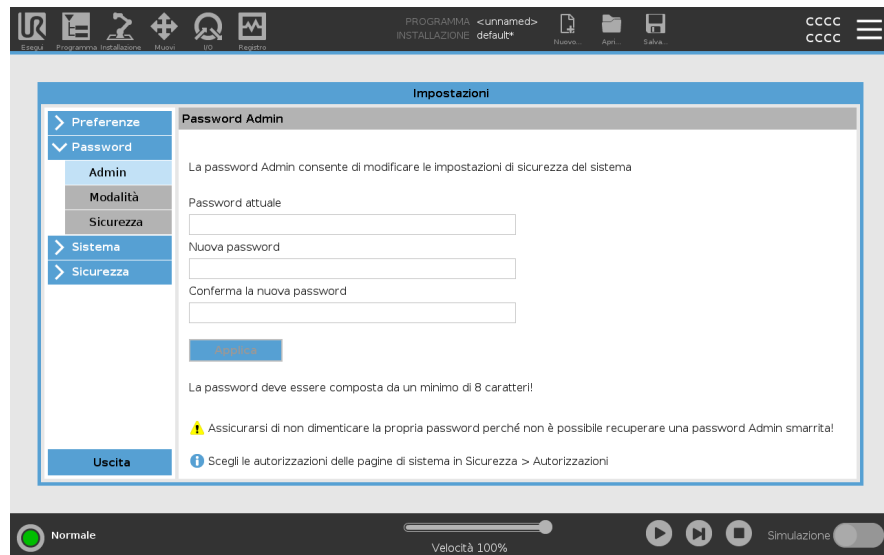 PROGRAMMA <unnamed>
INSTALLAZIONE default*
CCCC
CCCC
UR
Esegui Programma Installazione Muovi I/O Registro
Nuovo... Apri... Salva...
Impostazioni
Preferenze
Password
Admin
Modalità
Sicurezza
Sistema
Sicurezza
Uscita
Password Admin
La password Admin consente di modificare le impostazioni di sicurezza del sistema
Password attuale
Nuova password
Conferma la nuova password
Applica
La password deve essere composta da un minimo di 8 caratteri!
Assicurarsi di non dimenticare la propria password perché non è possibile recuperare una password Admin smarrita!
Scegli le autorizzazioni delle pagine di sistema in Sicurezza > Autorizzazioni
Normale
Velocità 100%
Simulazione